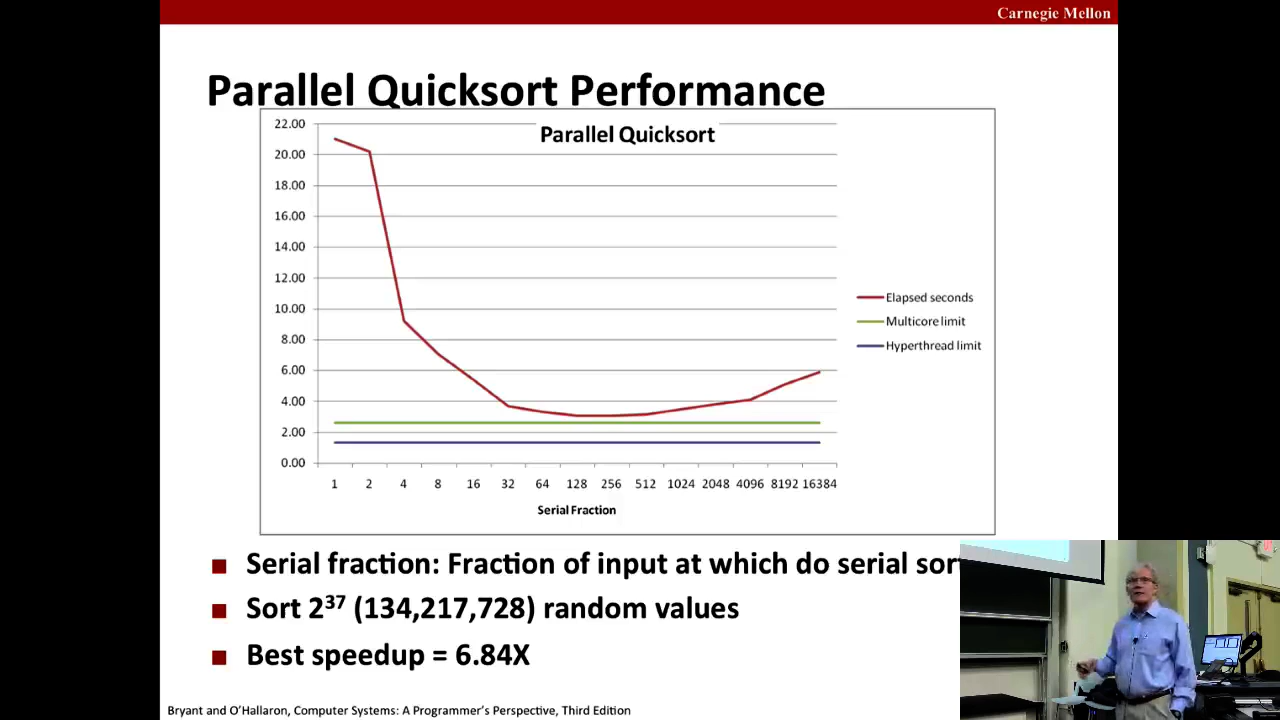 Carnegie Mellon
Parallel Quicksort Performance
Parallel Quicksort
22.00
20.00
18.00
16.00
14.00
12.00
10.00
8.00
6.00
4.00
2.00
0.00
1 2 4 8 16 32 64 128 256 512 1024 2048 4096 8192 16384
Serial Fraction
Elapsed seconds
Multicore limit
Hyperthread limit
Serial fraction: Fraction of input at which do serial sort
Sort 2³⁷ (134,217,728) random values
Best speedup = 6.84X
Bryant and O'Hallaron, Computer Systems: A Programmer's Perspective, Third Edition